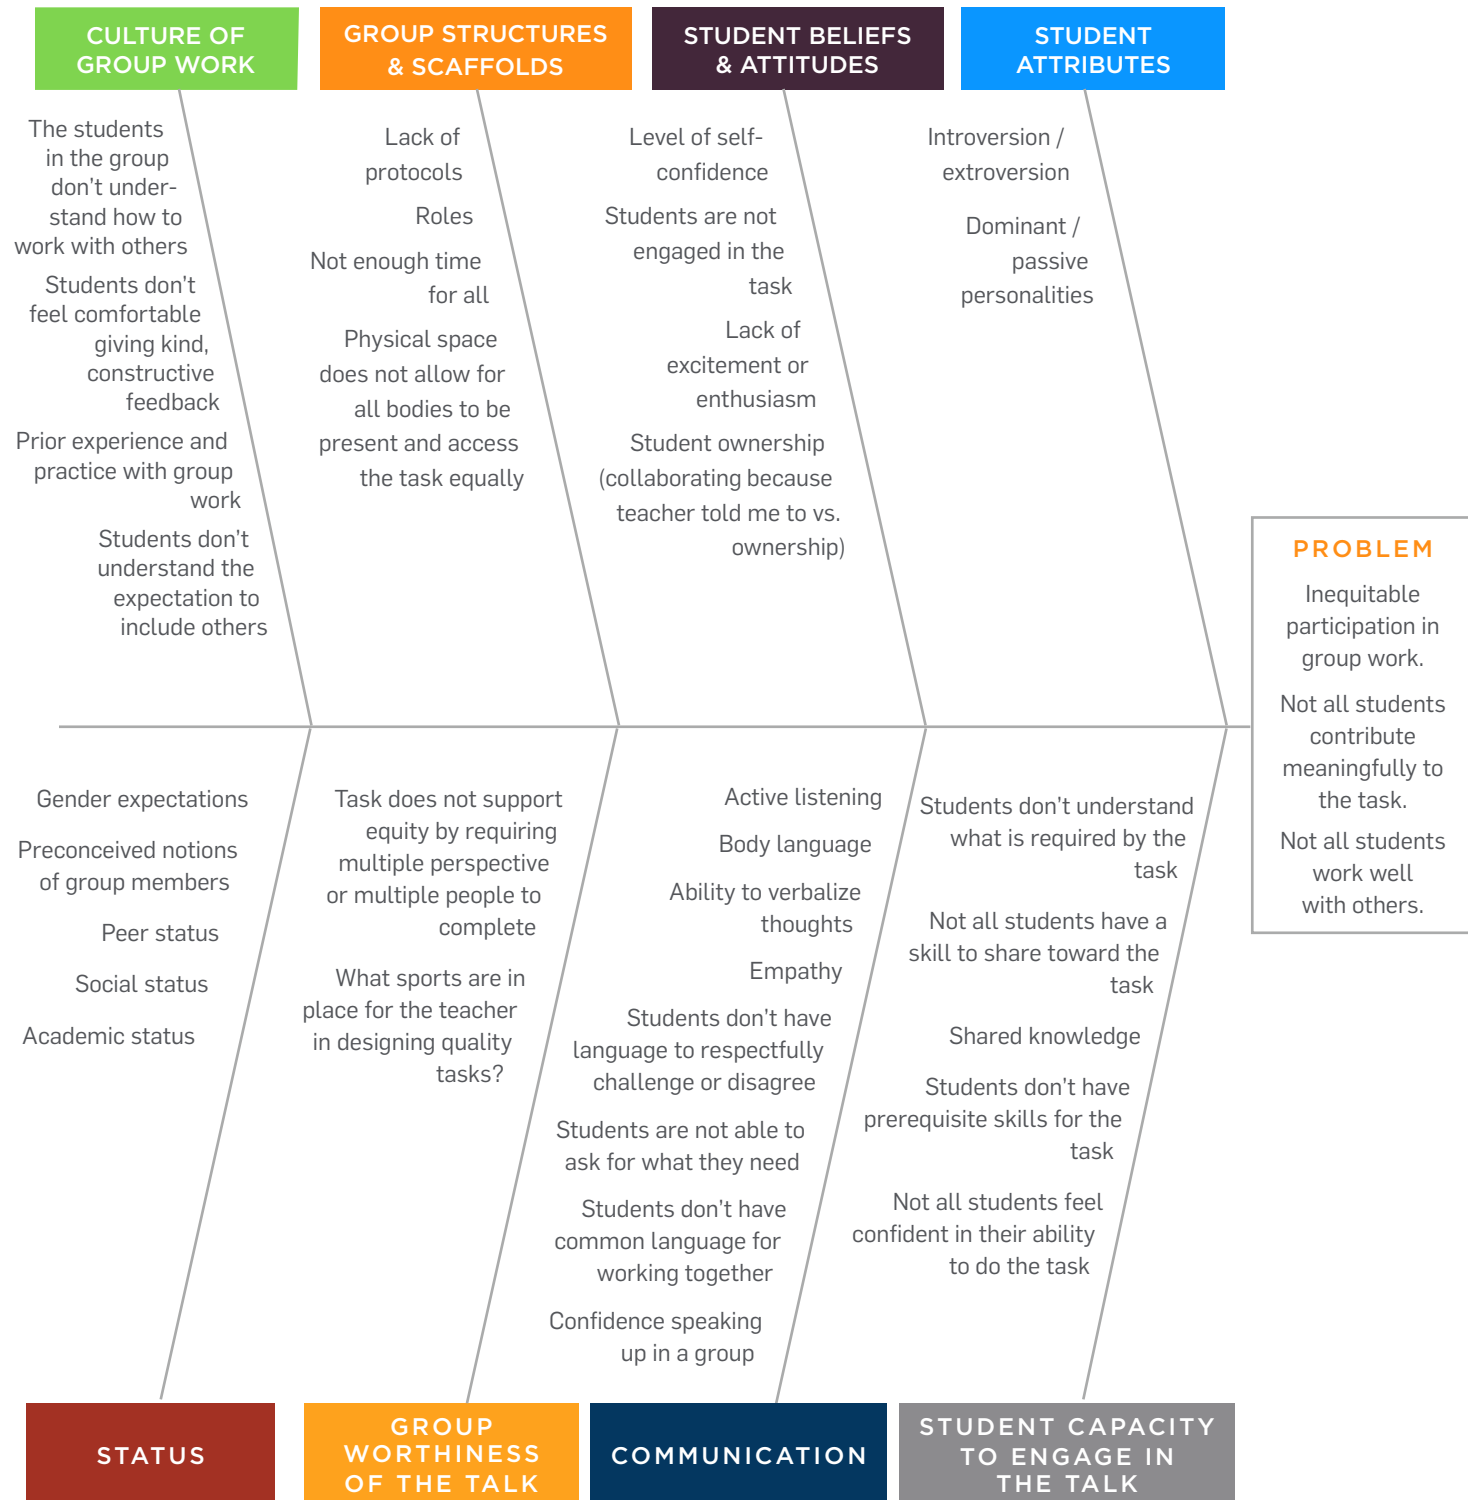 CULTURE OF
GROUP WORK
The students
in the group
don't under-
stand how to
work with others
Students don't
feel comfortable
giving kind,
constructive
feedback
Prior experience and
practice with group
work
Students don't
understand the
expectation to
include others
GROUP STRUCTURES
& SCAFFOLDS
Lack of
protocols
Roles
Not enough time
for all
Physical space
does not allow for
all bodies to be
present and access
the task equally
STUDENT BELIEFS
& ATTITUDES
Level of self-
confidence
Students are not
engaged in the
task
Lack of
excitement or
enthusiasm
Student ownership
(collaborating because
teacher told me to vs.
ownership)
STUDENT
ATTRIBUTES
Introversion /
extroversion
Dominant /
passive
personalities
PROBLEM
Inequitable
participation in
group work.
Not all students
contribute
meaningfully to
the task.
Not all students
work well
with others.
Gender expectations
Preconceived notions
of group members
Peer status
Social status
Academic status
STATUS
Task does not support
equity by requiring
multiple perspective
or multiple people to
complete
What sports are in
place for the teacher
in designing quality
tasks?
GROUP
WORTHINESS
OF THE TALK
Active listening
Body language
Ability to verbalize
thoughts
Empathy
Students don't have
language to respectfully
challenge or disagree
Students are not able to
ask for what they need
Students don't have
common language for
working together
Confidence speaking
up in a group
COMMUNICATION
Students don't understand
what is required by the
task
Not all students have a
skill to share toward the
task
Shared knowledge
Students don't have
prerequisite skills for the
task
Not all students feel
confident in their ability
to do the task
STUDENT CAPACITY
TO ENGAGE IN
THE TALK